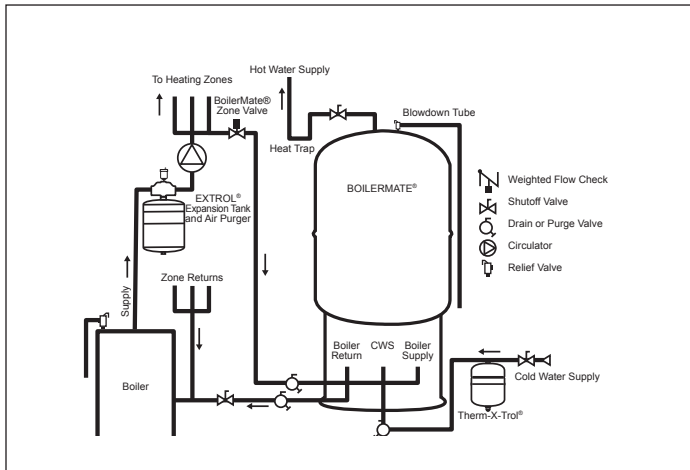 Hot Water Supply
To Heating Zones
BoilerMate®
Zone Valve
Blowdown Tube
Heat Trap
BOILERMATE®
EXTROL®
Expansion Tank
and Air Purger
Weighted Flow Check
Shutoff Valve
Drain or Purge Valve
Circulator
Relief Valve
Zone Returns
Supply
Boiler
Return
CWS
Boiler
Supply
Boiler
Cold Water Supply
Therm-X-Trol®